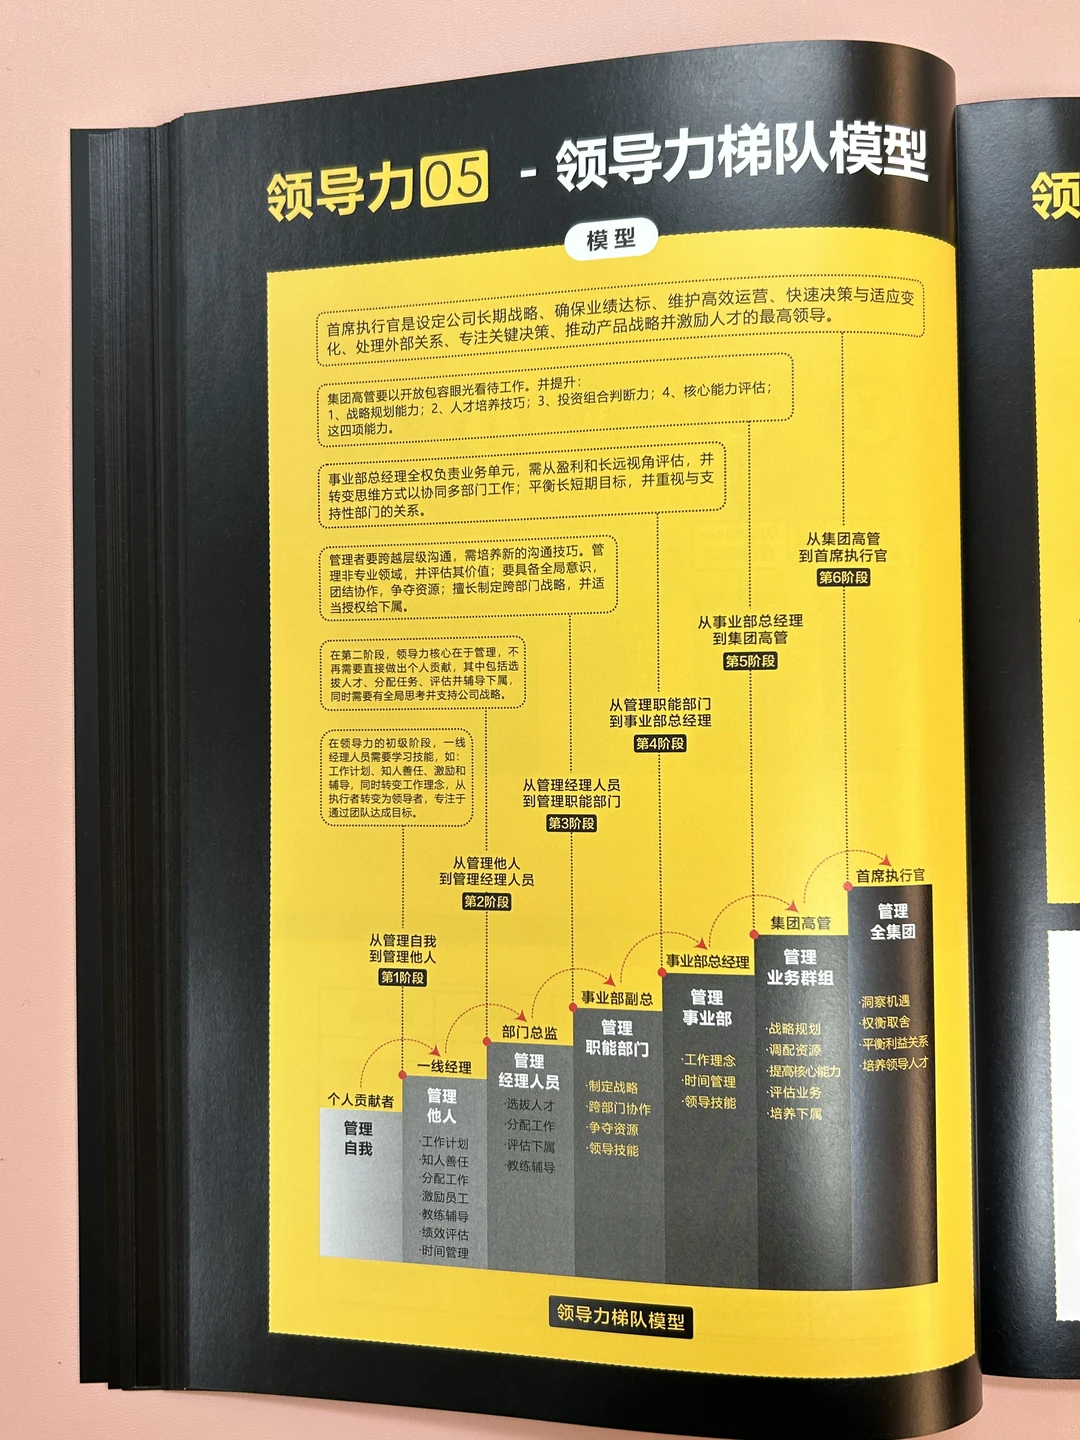 领导力05 - 领导力梯队模型
模型
首席执行官是设定公司长期战略、确保业绩达标、维护高效运营、快速决策与适应变
化、处理外部关系、专注关键决策、推动产品战略并激励人才的最高领导。
集团高管要以开放包容眼光看待工作。并提升：
1、战略规划能力；2、人才培养技巧；3、投资组合判断力；4、核心能力评估；
这四项能力。
事业部总经理全权负责业务单元，需从盈利和长远视角评估，并
转变思维方式以协同多部门工作；平衡长短期目标，并重视与支
持性部门的关系。
管理者要跨越层级沟通，需培养新的沟通技巧。管
理非专业领域，并评估其价值；要具备全局意识，
团结协作，争夺资源；擅长制定跨部门战略，并适
当授权给下属。
在第二阶段，领导力核心在于管理，不
再需要直接做出个人贡献，其中包括选
拔人才、分配任务、评估并辅导下属，
同时需要有全局思考并支持公司战略。
在领导力的初级阶段，一线
经理人员需要学习技能，如：
工作计划、知人善任、激励和
辅导，同时转变工作理念，从
执行者转变为领导者，专注于
通过团队达成目标。
从管理自我
到管理他人
第1阶段
从管理他人
到管理经理人员
第2阶段
从管理经理人员
到管理职能部门
第3阶段
从管理职能部门
到事业部总经理
第4阶段
从事业部总经理
到集团高管
第5阶段
从集团高管
到首席执行官
第6阶段
个人贡献者
管理
自我
一线经理
管理
他人
·工作计划
·知人善任
·分配工作
·激励员工
·教练辅导
·绩效评估
·时间管理
部门总监
管理
经理人员
·选拔人才
·分配工作
·评估下属
·教练辅导
事业部副总
管理
职能部门
·制定战略
·跨部门协作
·争夺资源
·领导技能
事业部总经理
管理
事业部
·工作理念
·时间管理
·领导技能
集团高管
管理
业务群组
·战略规划
·调配资源
·提高核心能力
·评估业务
·培养下属
首席执行官
管理
全集团
·洞察机遇
·权衡取舍
·平衡利益关系
·培养领导人才
领导力梯队模型
领